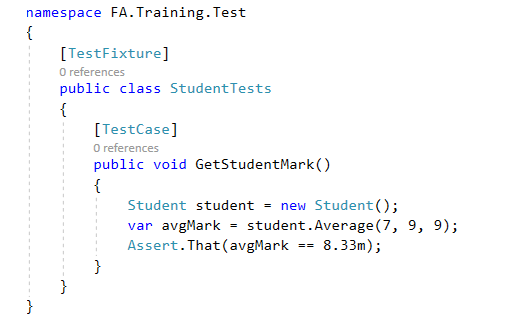 namespace FA.Training.Test
{
[TestFixture]
0 references
public class StudentTests
{
[TestCase]
0 references
public void GetStudentMark()
{
Student student = new Student();
var avgMark = student.Average(7, 9, 9);
Assert.That(avgMark == 8.33m);
}
}
}